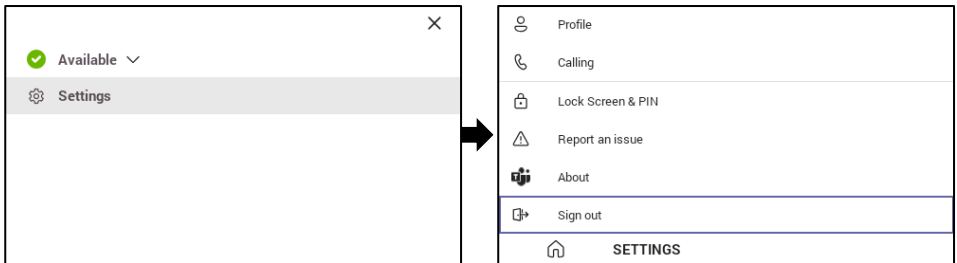 Available
Settings
Profile
Calling
Lock Screen & PIN
Report an issue
About
Sign out
SETTINGS